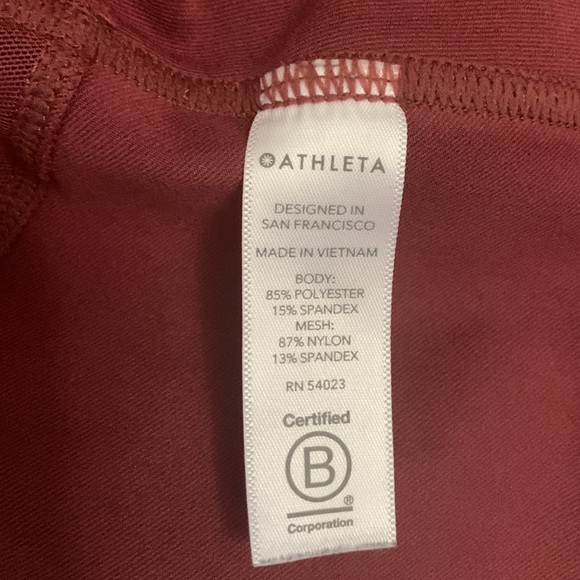 ATHLETA
DESIGNED IN
SAN FRANCISCO
MADE IN VIETNAM
BODY:
85% POLYESTER
15% SPANDEX
MESH:
87% NYLON
13% SPANDEX
RN 54023
Certified
B
®
Corporation